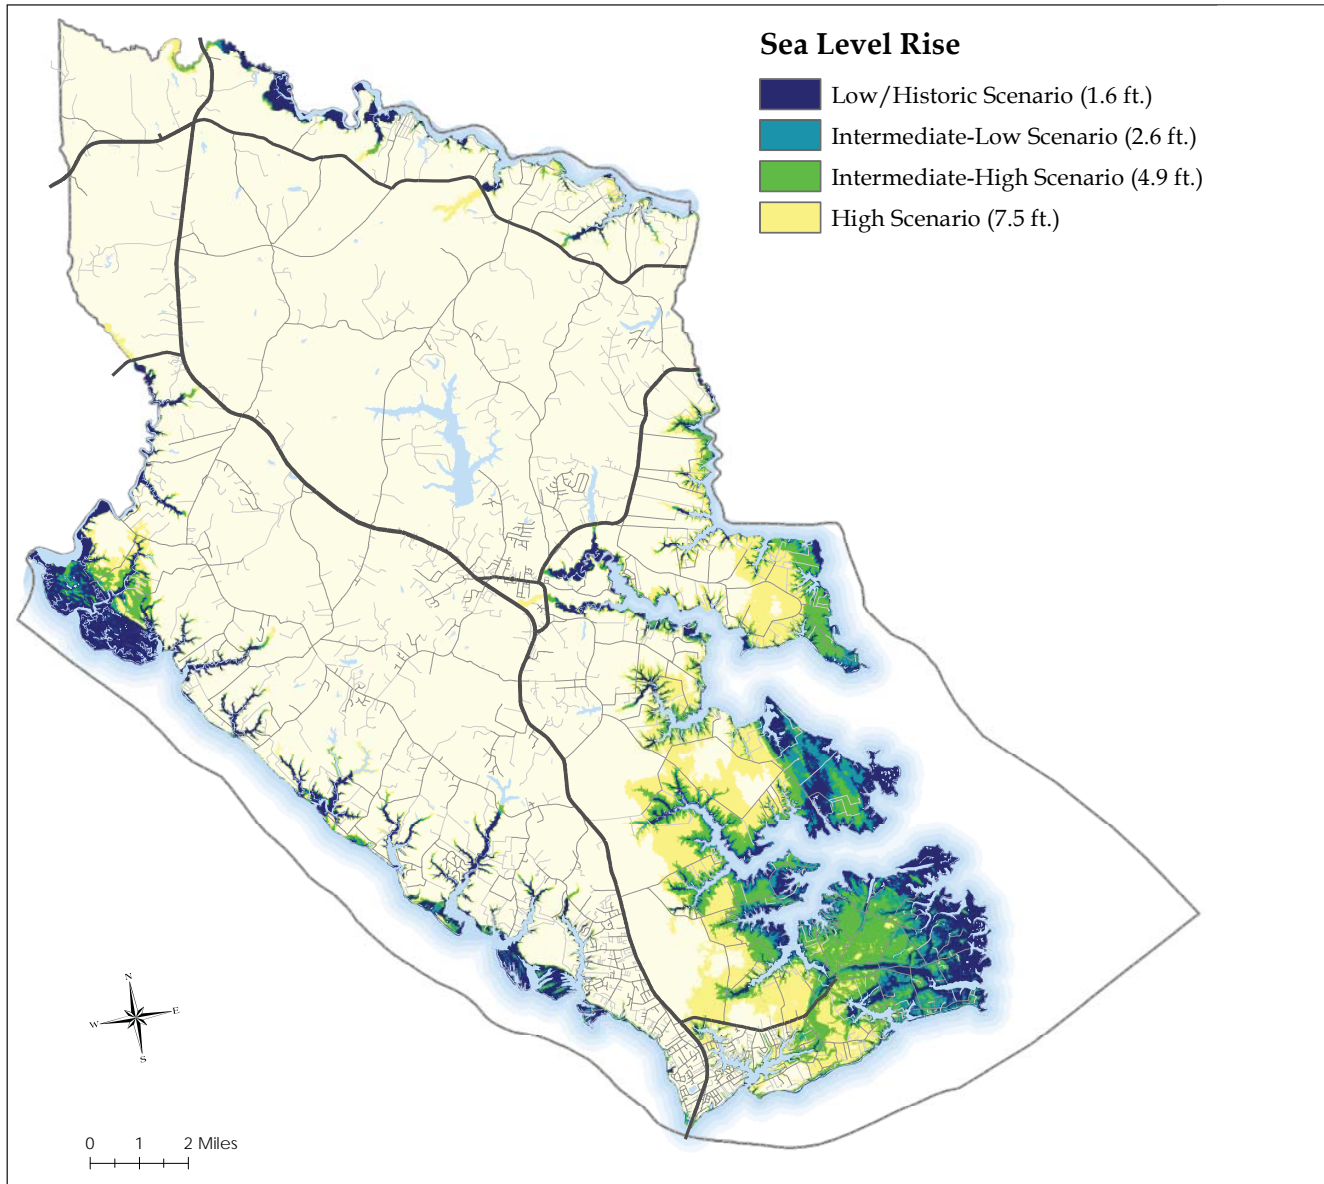 Sea Level Rise
Low/Historic Scenario (1.6 ft.)
Intermediate-Low Scenario (2.6 ft.)
Intermediate-High Scenario (4.9 ft.)
High Scenario (7.5 ft.)
N
W E
S
0 1 2 Miles